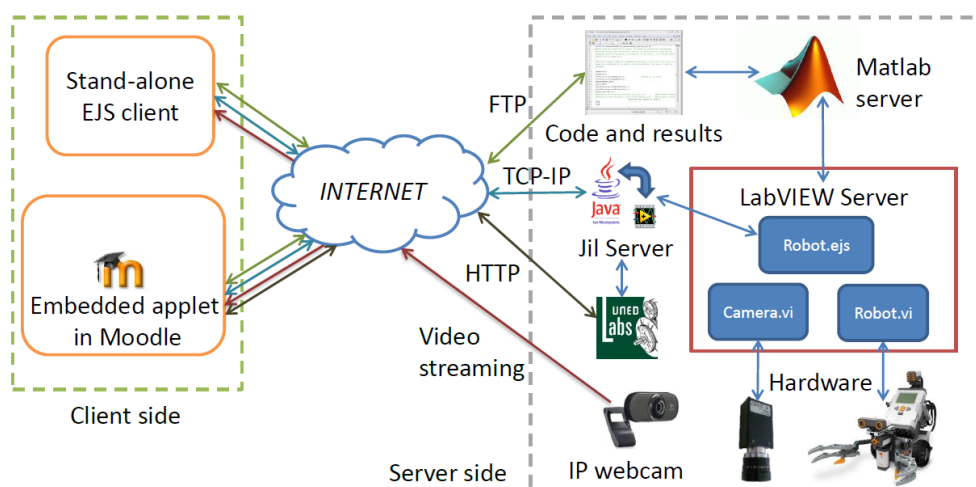 Stand-alone
EJS client
m
Embedded applet
in Moodle
Client side
INTERNET
FTP
TCP-IP
HTTP
Video
streaming
Server side
Code and results
Matlab
server
Java
Jil Server
UNED
Labs
IP webcam
LabVIEW Server
Robot.ejs
Camera.vi
Robot.vi
Hardware